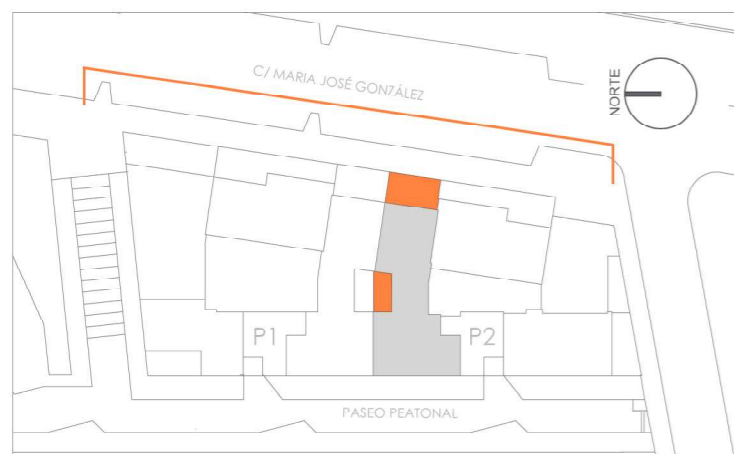 C/ MARIA JOSÉ GONZÁLEZ
NORTE
P1
P2
PASEO PEATONAL